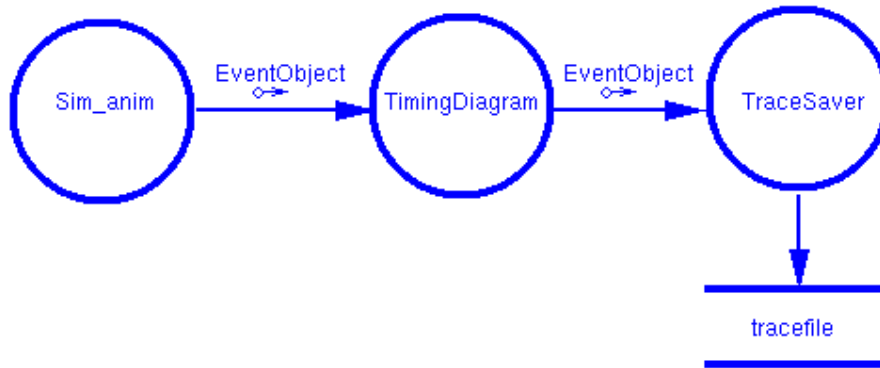 EventObject
EventObject
Sim_anim
TimingDiagram
TraceSaver
tracefile